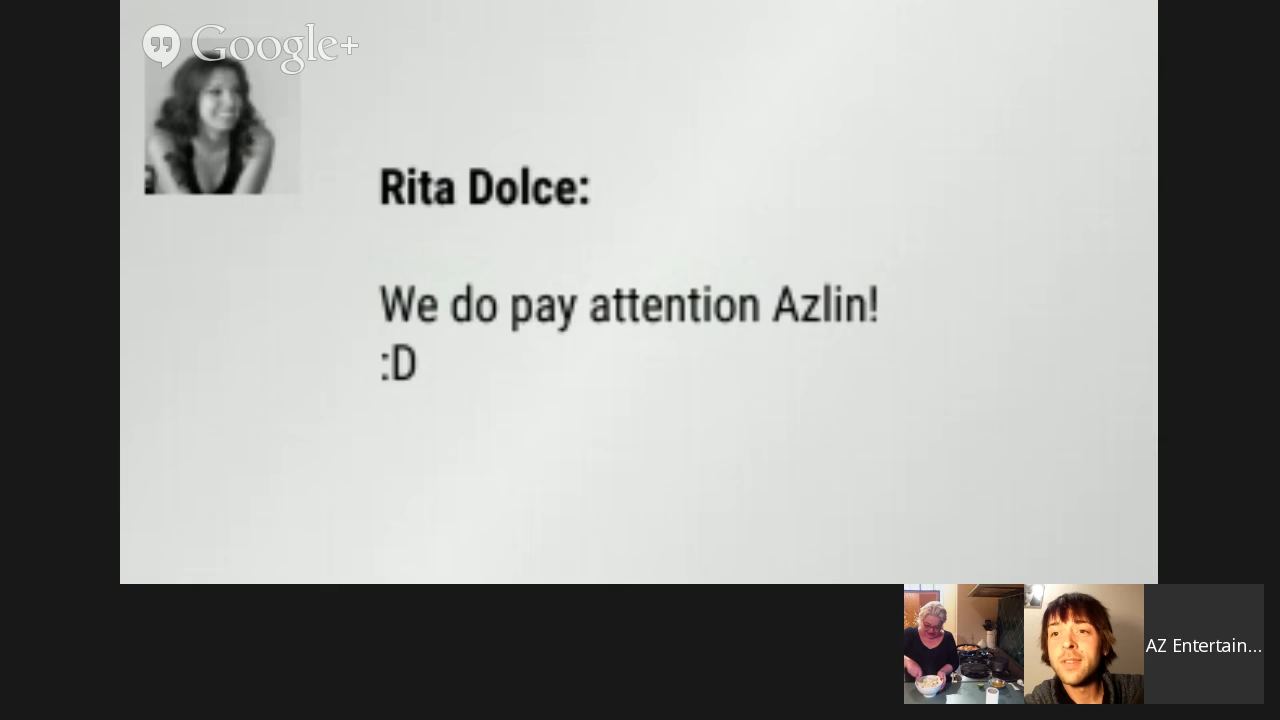 Google+
Rita Dolce:
We do pay attention Azlin!
:D
AZ Entertain...